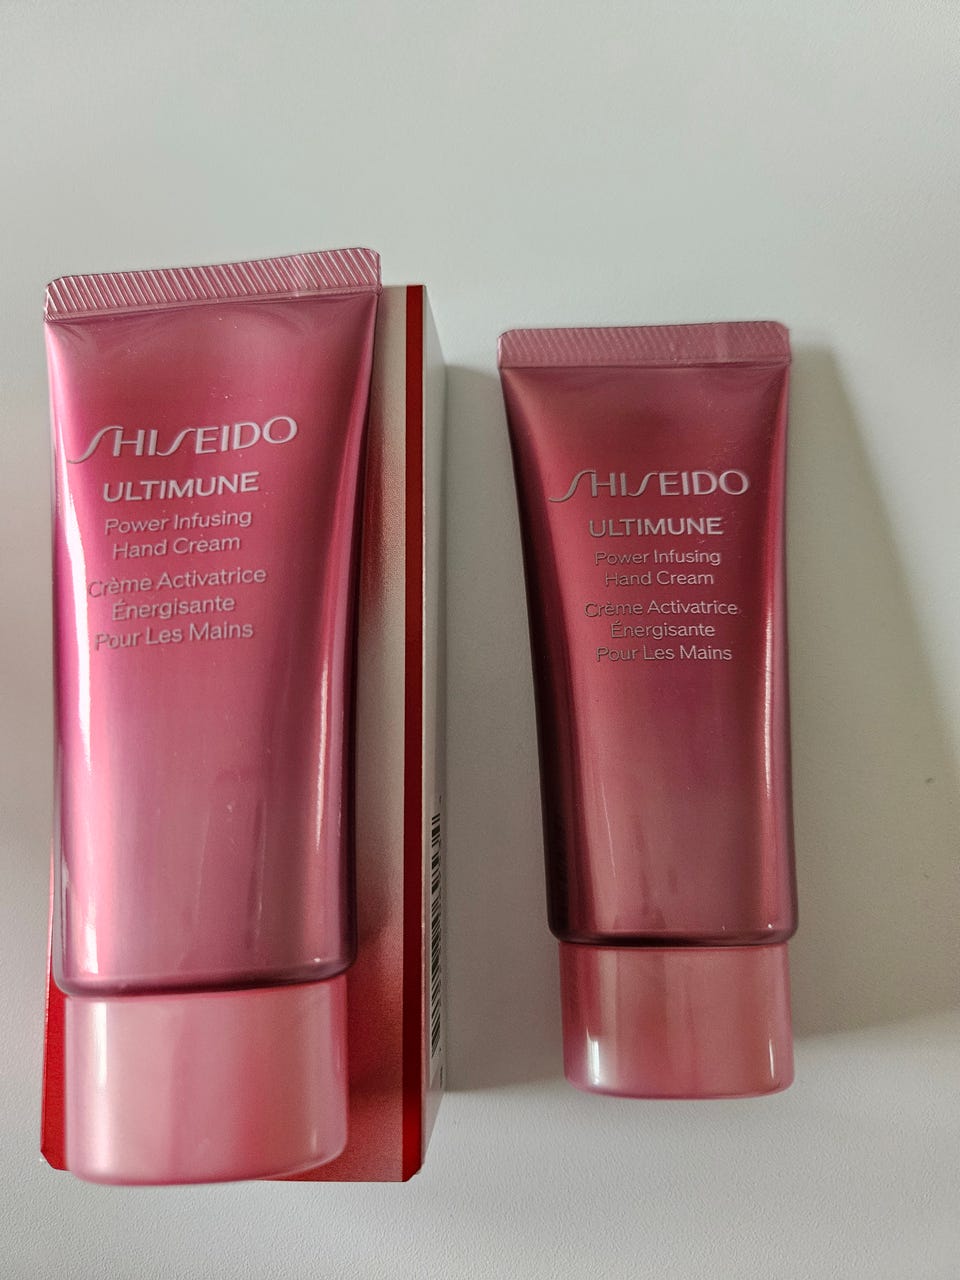 SHISEIDO
ULTIMUNE
Power Infusing
Hand Cream
Crème Activatrice
Énergisante
Pour Les Mains
SHISEIDO
ULTIMUNE
Power Infusing
Hand Cream
Crème Activatrice
Énergisante
Pour Les Mains